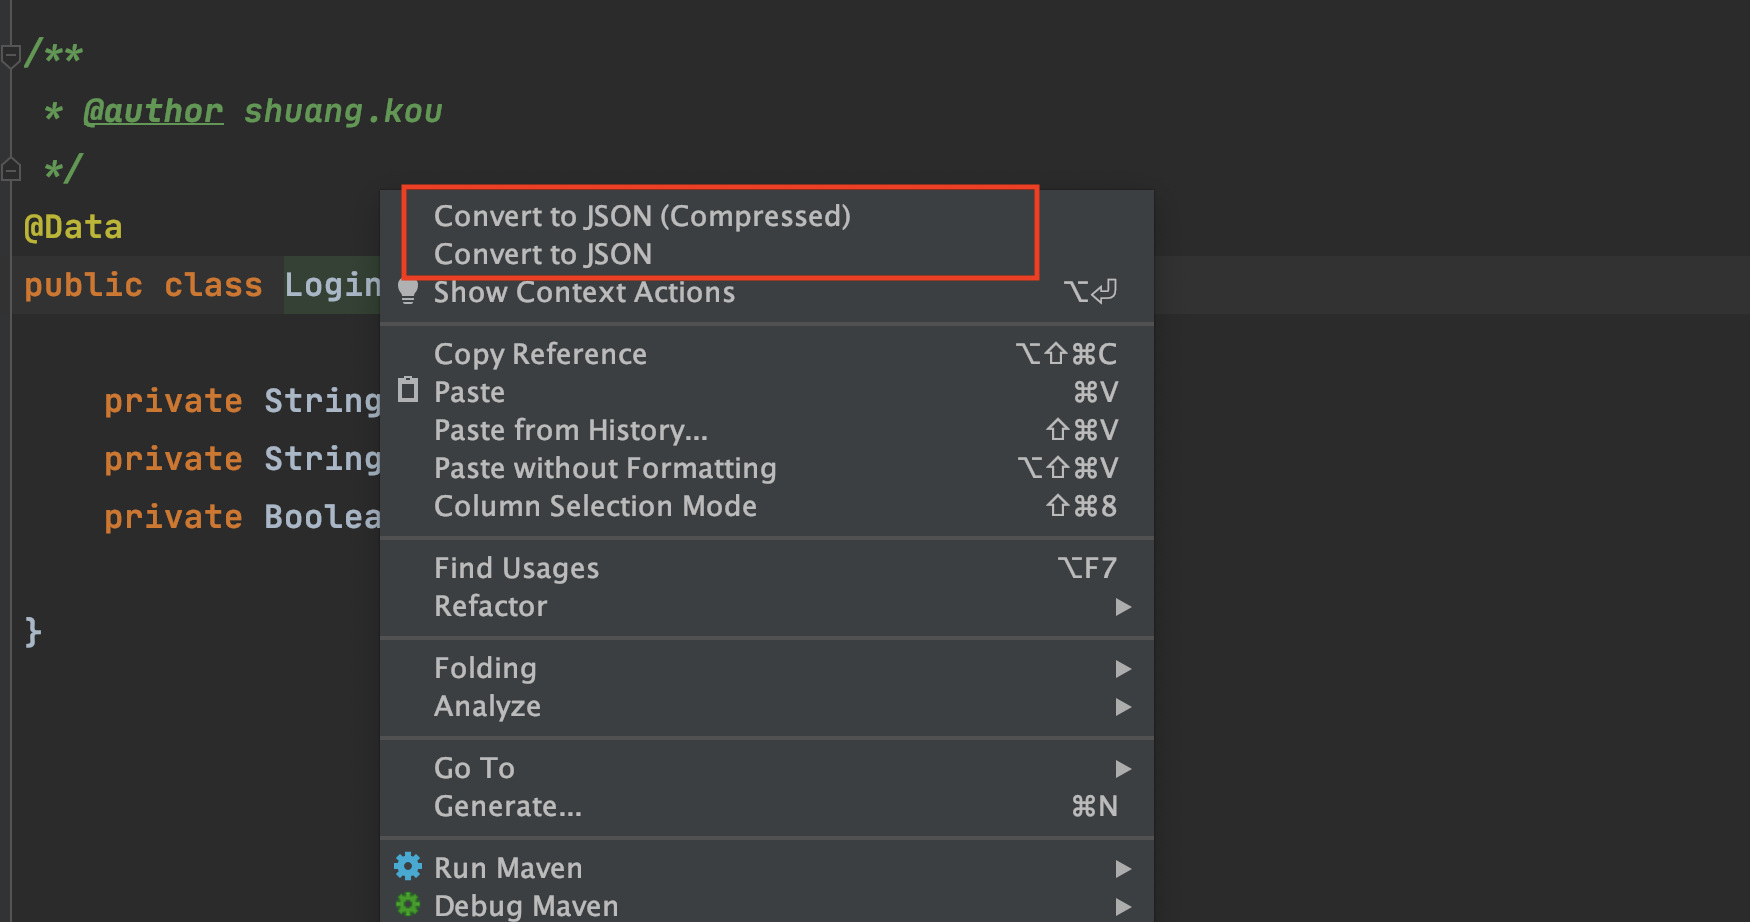 /**
* @author shuang.kou
*/
@Data
public class Login
private String
private String
private Boolea
}
Convert to JSON (Compressed)
Convert to JSON
Show Context Actions ⌥⏎
Copy Reference ⌥⇧⌘C
Paste ⌘V
Paste from History... ⇧⌘V
Paste without Formatting ⌥⇧⌘V
Column Selection Mode ⇧⌘8
Find Usages ⌥F7
Refactor
Folding
Analyze
Go To
Generate... ⌘N
Run Maven
Debug Maven